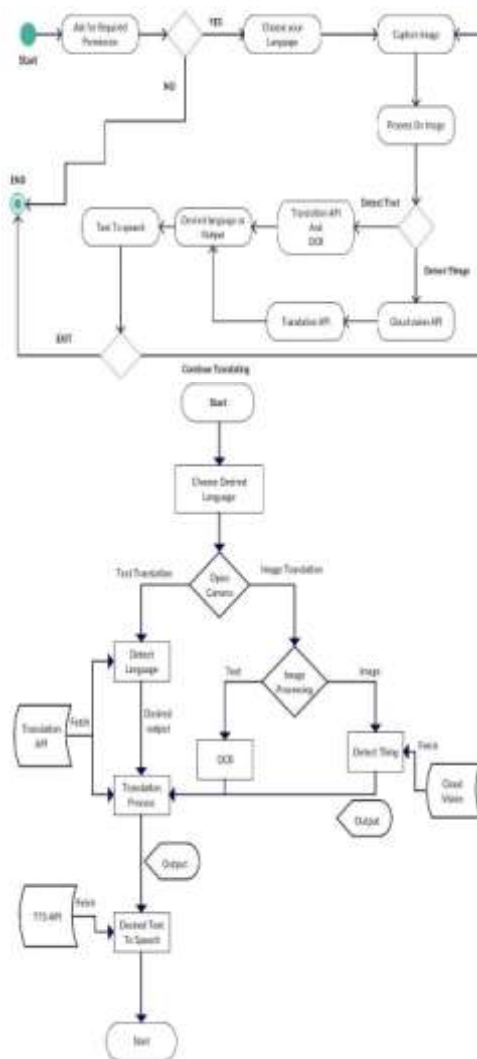 Ask for Required
Permission
YES
Choose your
Language
Capture Image
Start
NO
Process On Image
END
Detect Text
Text To speech
Desired language as
Output
Translation API
And
OCR
Detect Things
Translation API
Cloud vision API
EXIT
Continue Translating
Start
Choose Desired
Language
Text Translation
Image Translation
Open
Camera
Detect
Language
Text
Image
Image
Processing
Fetch
Translation
API
Desired
output
OCR
Detect Thing
Fetch
Translation
Process
Cloud
Vision
Output
Output
TTS API
Fetch
Desired Text
To Speech
Start